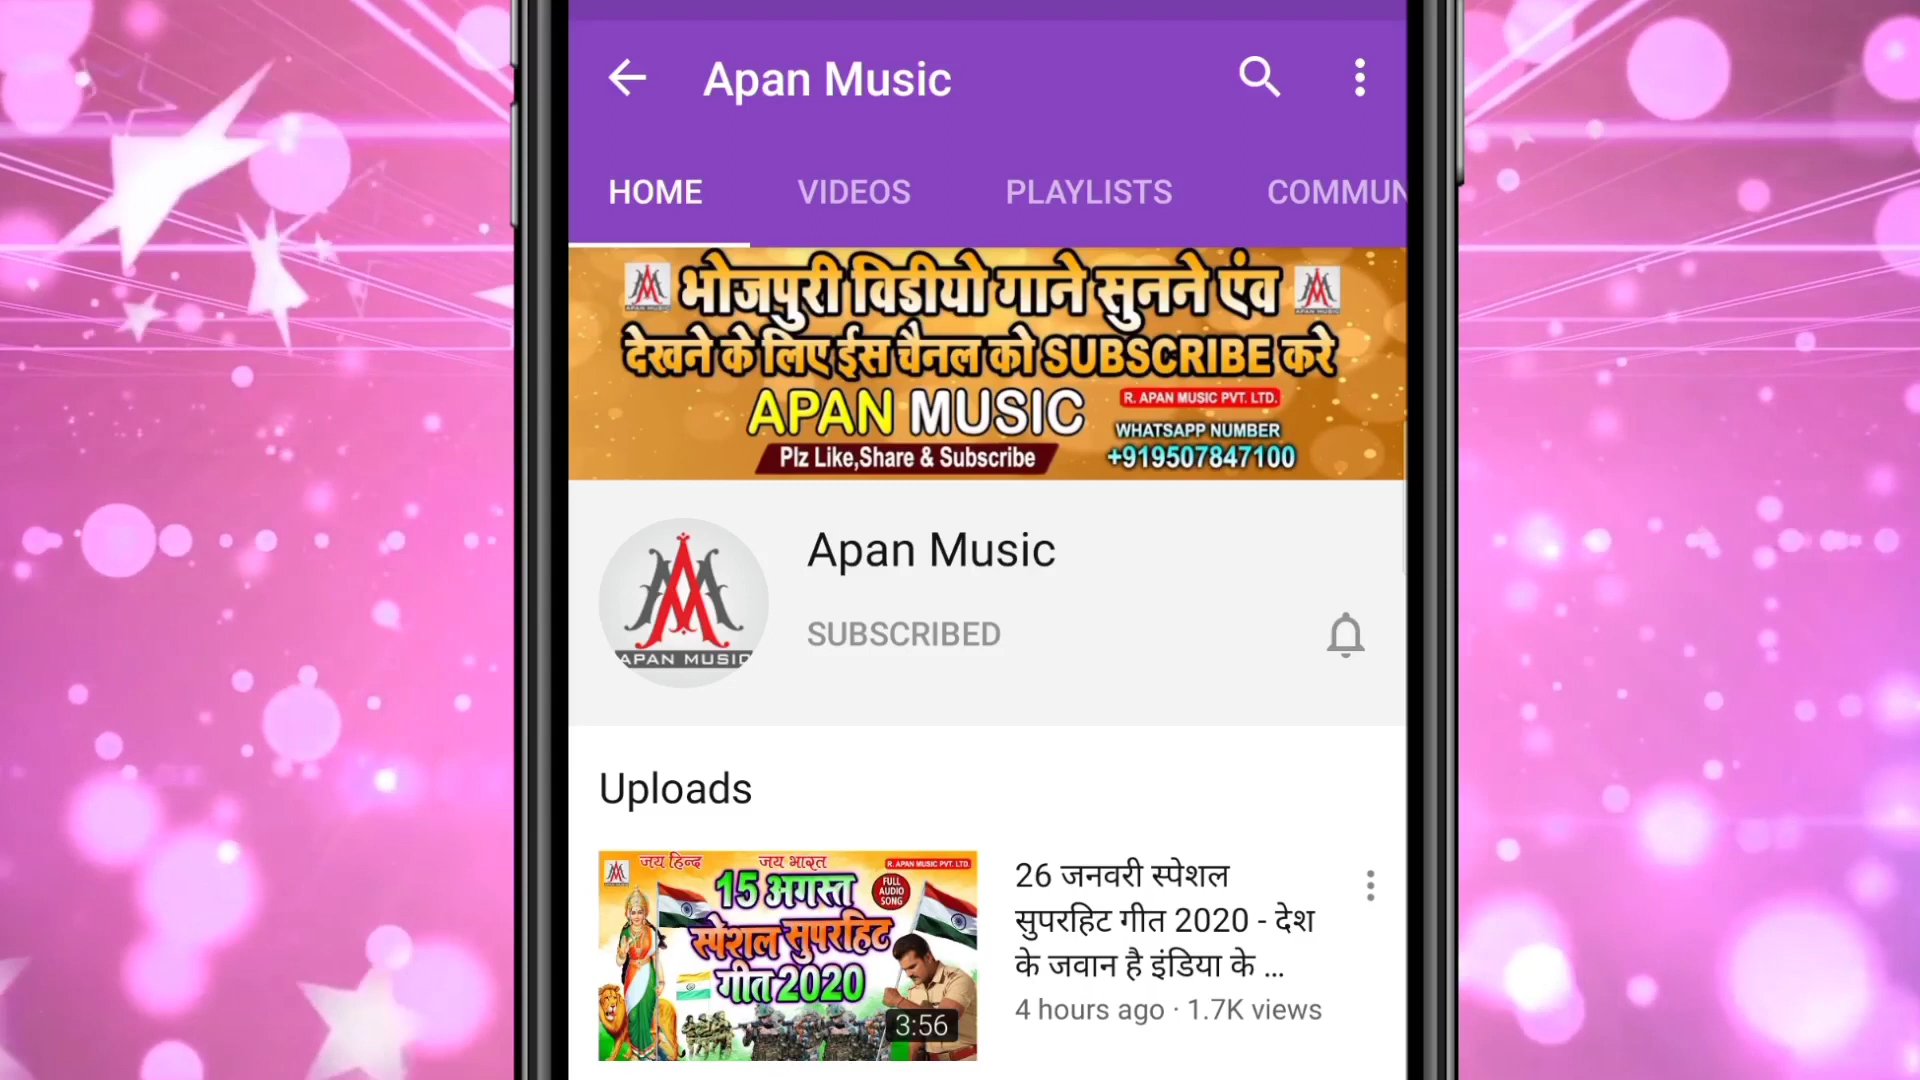 Apan Music
HOME VIDEOS PLAYLISTS COMMUN
भोजपुरी विडीयो गाने सुनने एंव
देखने के लिए ईस चैनल को SUBSCRIBE करे
APAN MUSIC
R. APAN MUSIC PVT. LTD.
WHATSAPP NUMBER
+919507847100
Plz Like,Share & Subscribe
Apan Music
SUBSCRIBED
APAN MUSIC
Uploads
जय हिन्द जय भारत
R. APAN MUSIC PVT. LTD
15 अगस्त
FULL
AUDIO
SONG
स्पेशल सुपरहिट
गीत 2020
3:56
26 जनवरी स्पेशल
सुपरहिट गीत 2020 - देश
के जवान है इंडिया के ...
4 hours ago · 1.7K views